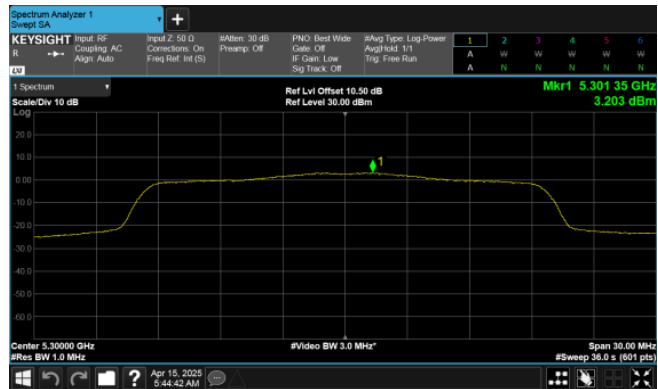 Spectrum Analyzer 1
Swept SA
+
KEYSIGHT
R
LXI
Input: RF
Coupling: AC
Align: Auto
Input Z: 50 Ω
Corrections: On
Freq Ref: Int (S)
#Atten: 30 dB
Preamp: Off
PNO: Best Wide
Gate: Off
IF Gain: Low
Sig Track: Off
#Avg Type: Log-Power
Avg|Hold: 1/1
Trig: Free Run
1 2 3 4 5 6
A W W W W W
A N N N N N
1 Spectrum
Scale/Div 10 dB
Log
Ref Lvl Offset 10.50 dB
Ref Level 30.00 dBm
Mkr1 5.301 35 GHz
3.203 dBm
1
20.0
10.0
0.00
-10.0
-20.0
-30.0
-40.0
-50.0
-60.0
Center 5.30000 GHz
#Res BW 1.0 MHz
#Video BW 3.0 MHz*
Span 30.00 MHz
#Sweep 36.0 s (601 pts)
?
Apr 15, 2025
5:44:42 AM